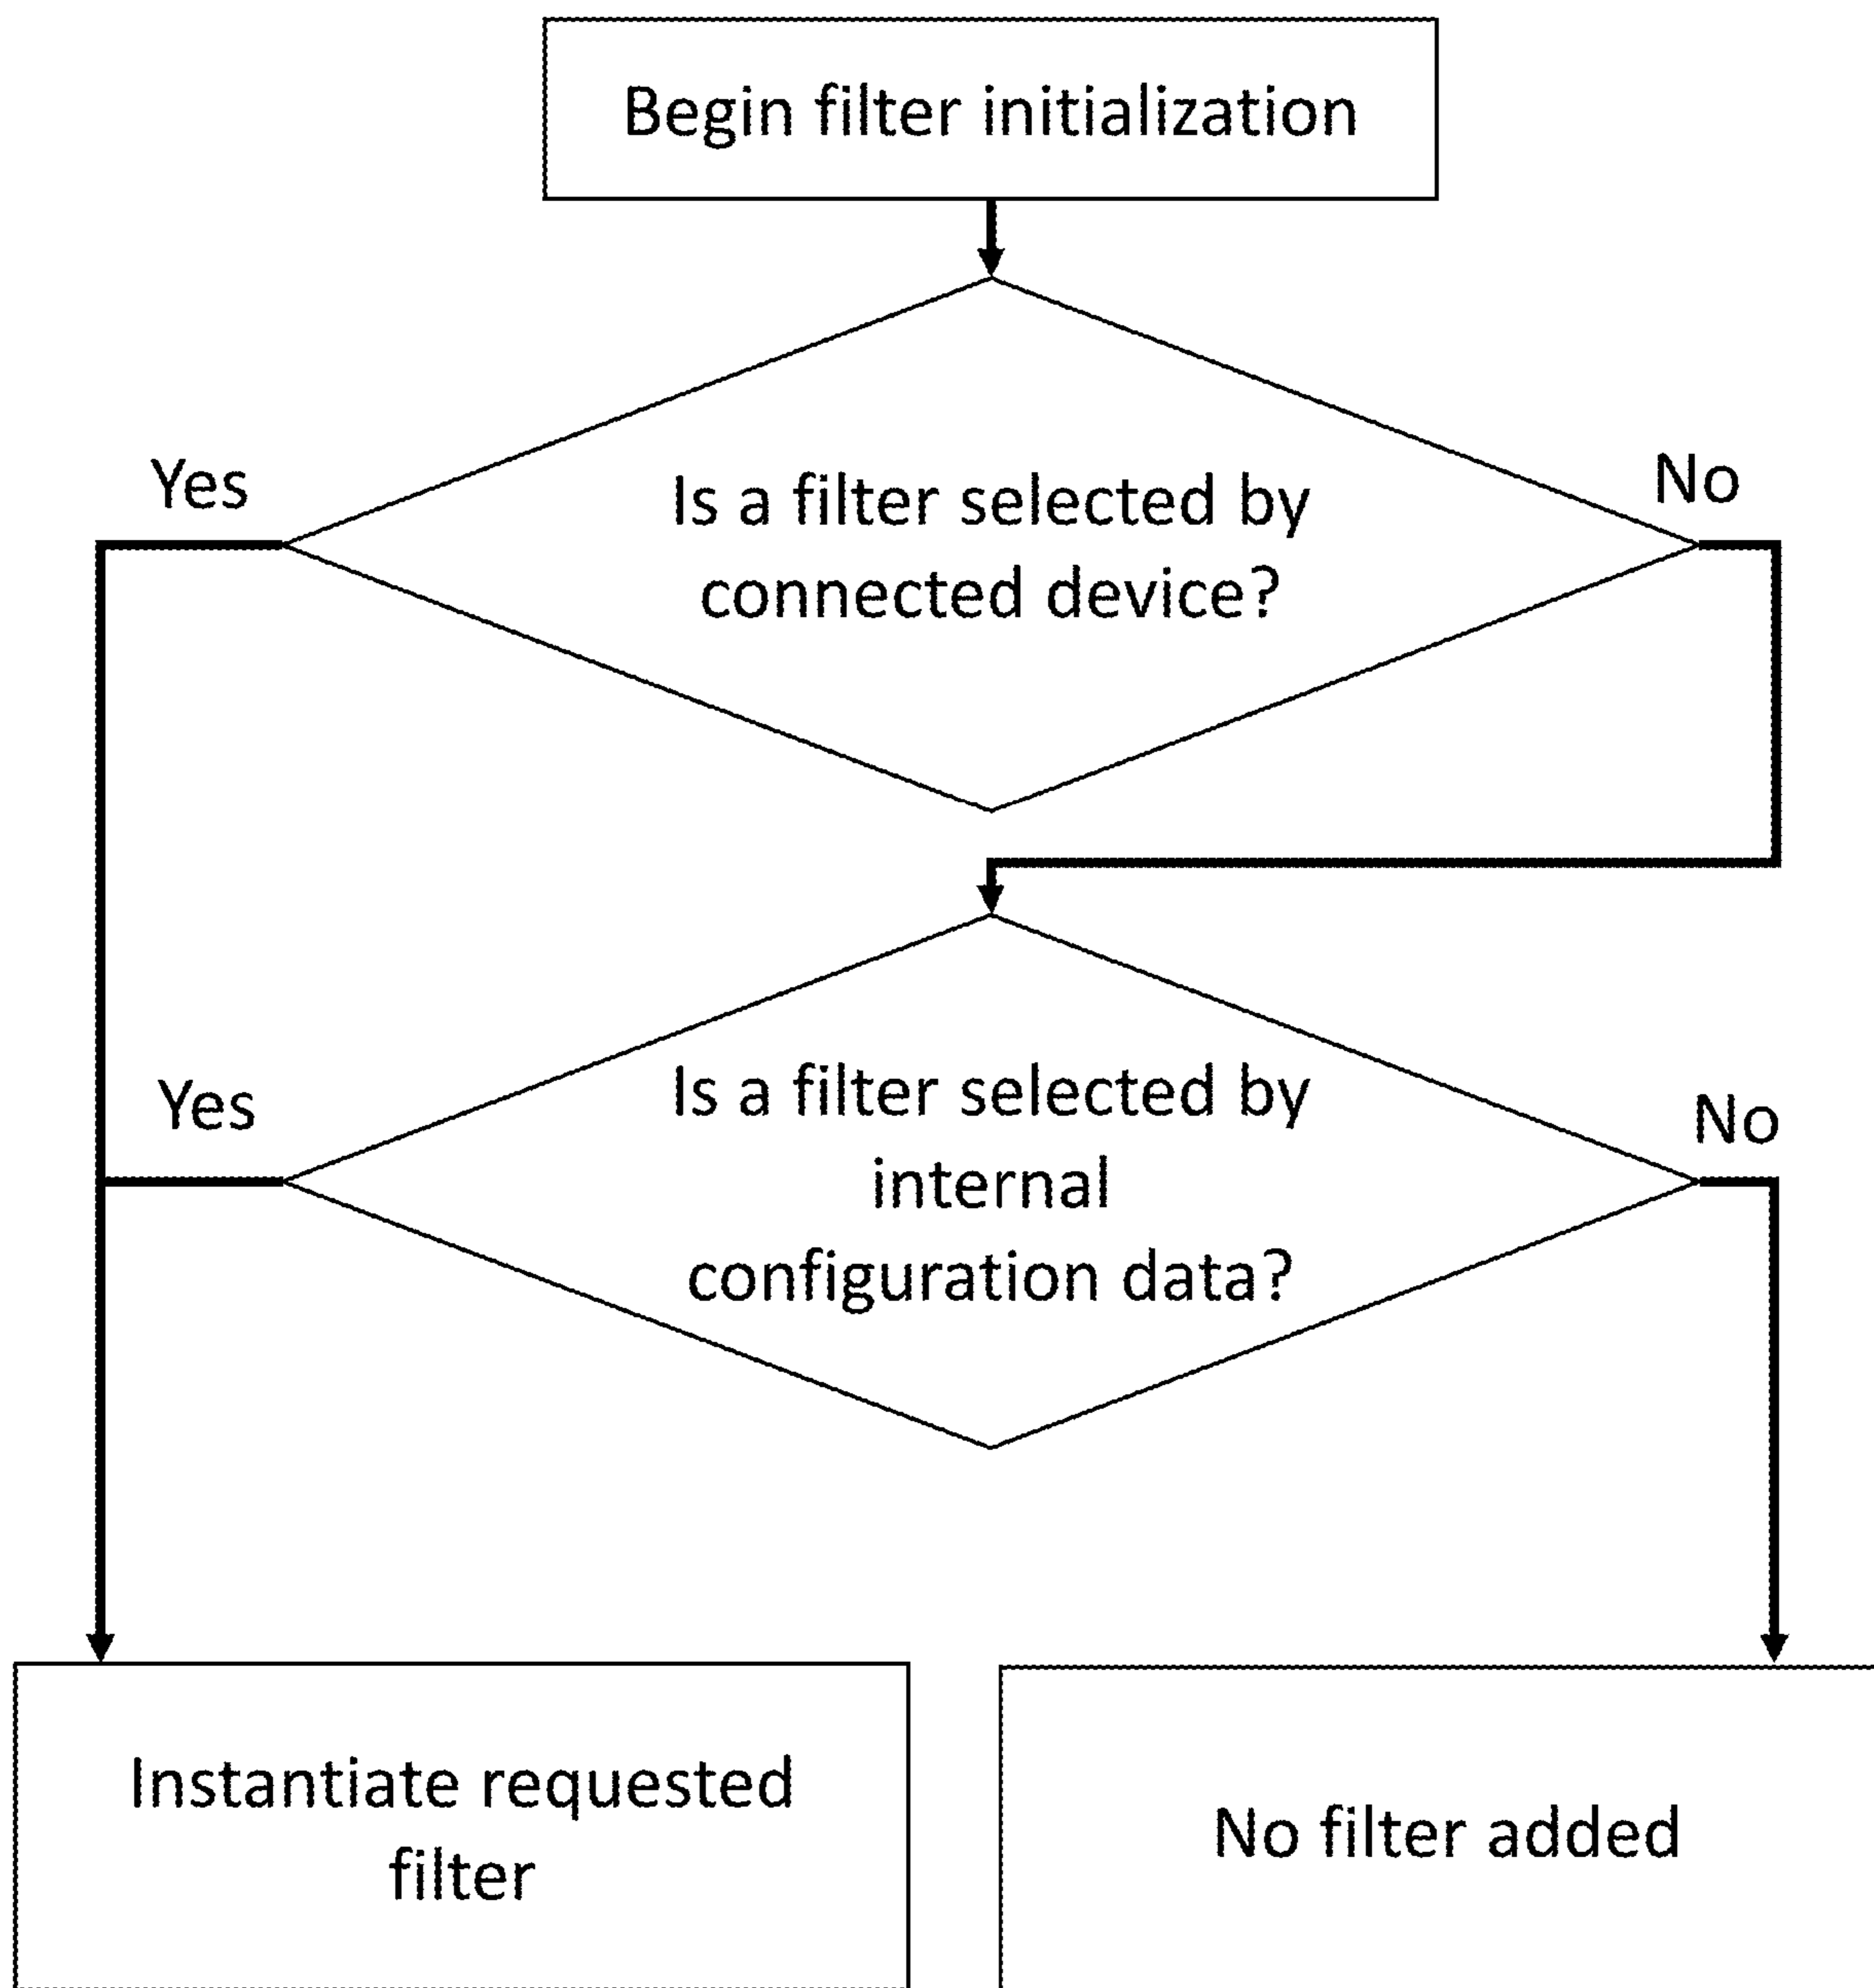 Begin filter initialization
Yes
No
Is a filter selected by
connected device?
Yes
No
Is a filter selected by
internal
configuration data?
Instantiate requested
filter
No filter added